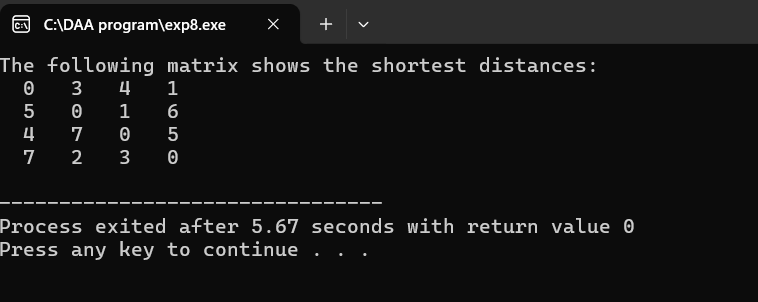 C:\DAA program\exp8.exe
The following matrix shows the shortest distances:
0 3 4 1
5 0 1 6
4 7 0 5
7 2 3 0
--------------------------------
Process exited after 5.67 seconds with return value 0
Press any key to continue . . .